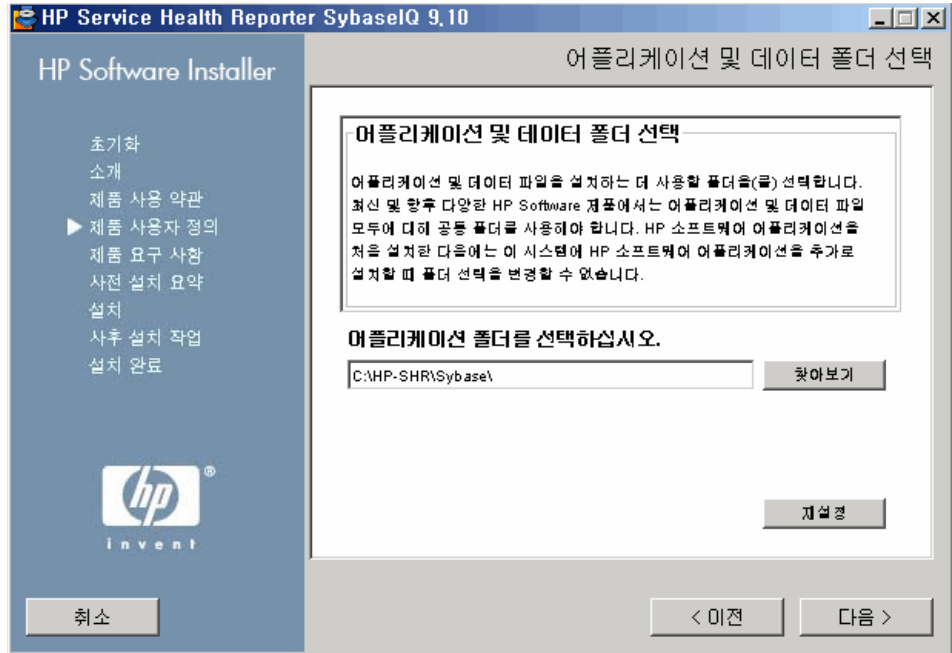 HP Service Health Reporter SybaseIQ 9,10
HP Software Installer
어플리케이션 및 데이터 폴더 선택
초기화
소개
제품 사용 약관
제품 사용자 정의
제품 요구 사항
사전 설치 요약
설치
사후 설치 작업
설치 완료
어플리케이션 및 데이터 폴더 선택
어플리케이션 및 데이터 파일을 설치하는 데 사용할 폴더을(를) 선택합니다.
최신 및 향후 다양한 HP Software 제품에서는 어플리케이션 및 데이터 파일
모두에 대해 공통 폴더를 사용해야 합니다. HP 소프트웨어 어플리케이션을
처음 설치한 다음에는 이 시스템에 HP 소프트웨어 어플리케이션을 추가로
설치할 때 폴더 선택을 변경할 수 없습니다.
어플리케이션 폴더를 선택하십시오.
C:\HP-SHR\Sybase\
찾아보기
재설정
hp
®
invent
취소
< 이전
다음 >